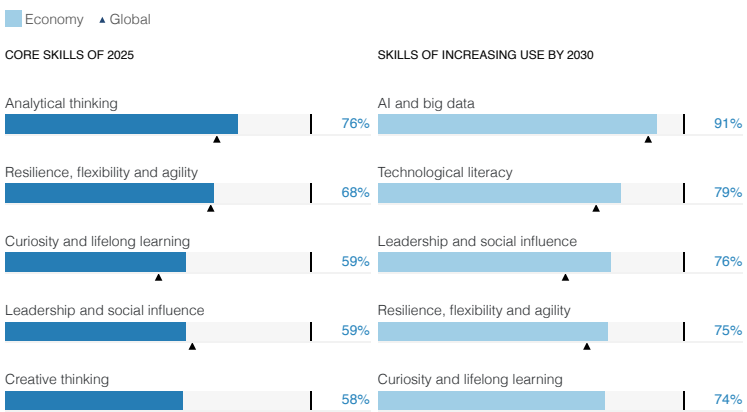 Economy Global
CORE SKILLS OF 2025
Analytical thinking
76%
Resilience, flexibility and agility
68%
Curiosity and lifelong learning
59%
Leadership and social influence
59%
Creative thinking
58%
SKILLS OF INCREASING USE BY 2030
AI and big data
91%
Technological literacy
79%
Leadership and social influence
76%
Resilience, flexibility and agility
75%
Curiosity and lifelong learning
74%